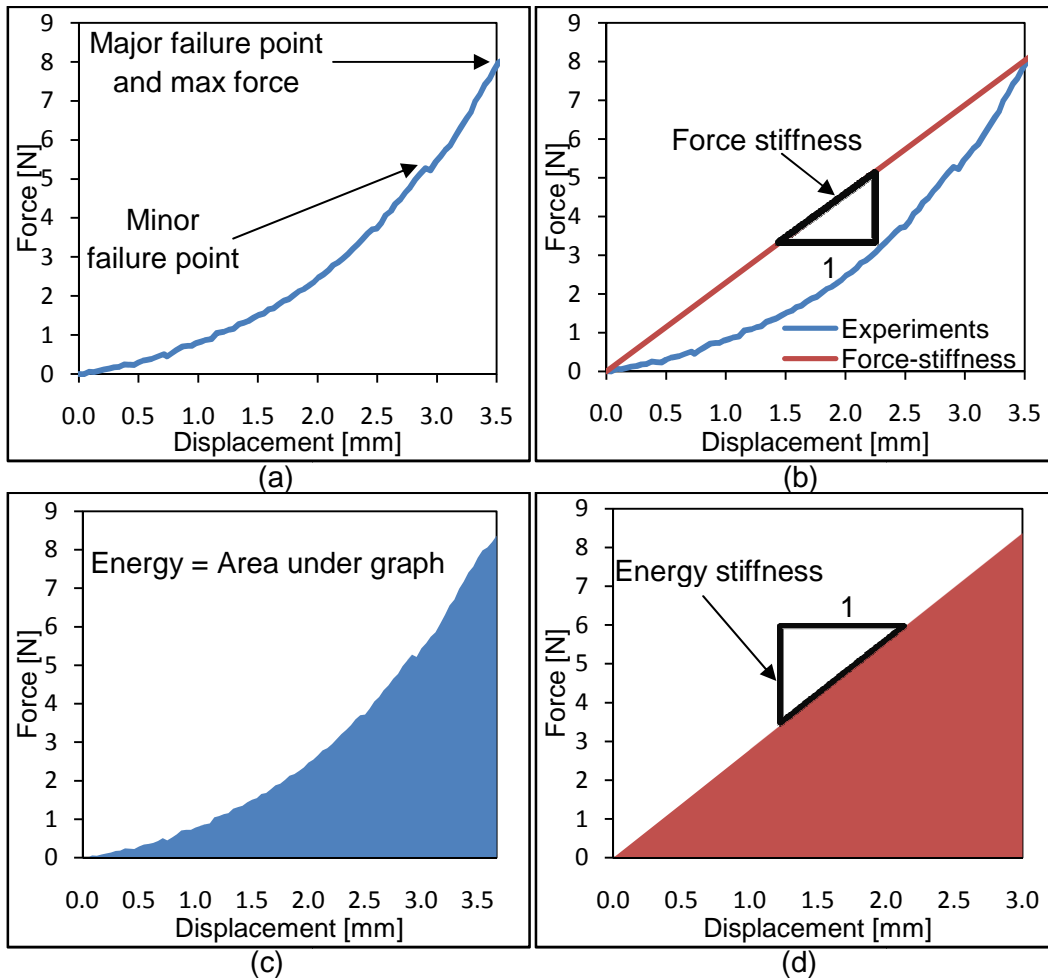 9
8
7
6
5
4
3
2
1
0
Force [N]
Major failure point
and max force
Minor
failure point
0.0 0.5 1.0 1.5 2.0 2.5 3.0 3.5
Displacement [mm]
(a)
9
8
7
6
5
4
3
2
1
0
Force [N]
Force stiffness
1
Experiments
Force-stiffness
0.0 0.5 1.0 1.5 2.0 2.5 3.0 3.5
Displacement [mm]
(b)
9
8
7
6
5
4
3
2
1
0
Force [N]
Energy = Area under graph
0.0 0.5 1.0 1.5 2.0 2.5 3.0 3.5
Displacement [mm]
(c)
9
8
7
6
5
4
3
2
1
0
Force [N]
Energy stiffness
1
0.0 0.5 1.0 1.5 2.0 2.5 3.0
Displacement [mm]
(d)